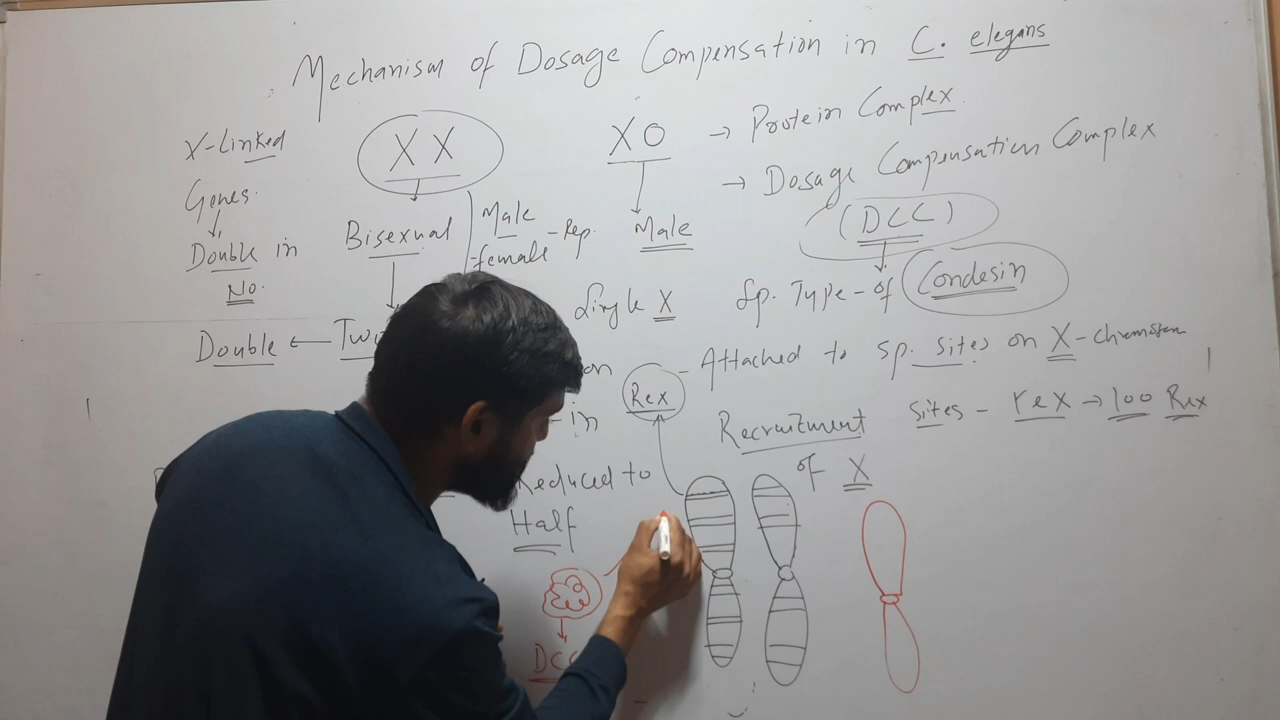 Mechanism of Dosage Compensation in C. elegans
X-Linked
Genes.
Double in
No.
Double
XX
Bisexual
Male
female
- Rep.
XO
Male
Single X
in
Reduced to
Half
→ Protein Complex
→ Dosage Compensation Complex
(DCC)
Sp. Type-of Condesin
- Attached to sp. sites on X-
Rex
Recruitment
of X
Sites - rex → 100 Rex